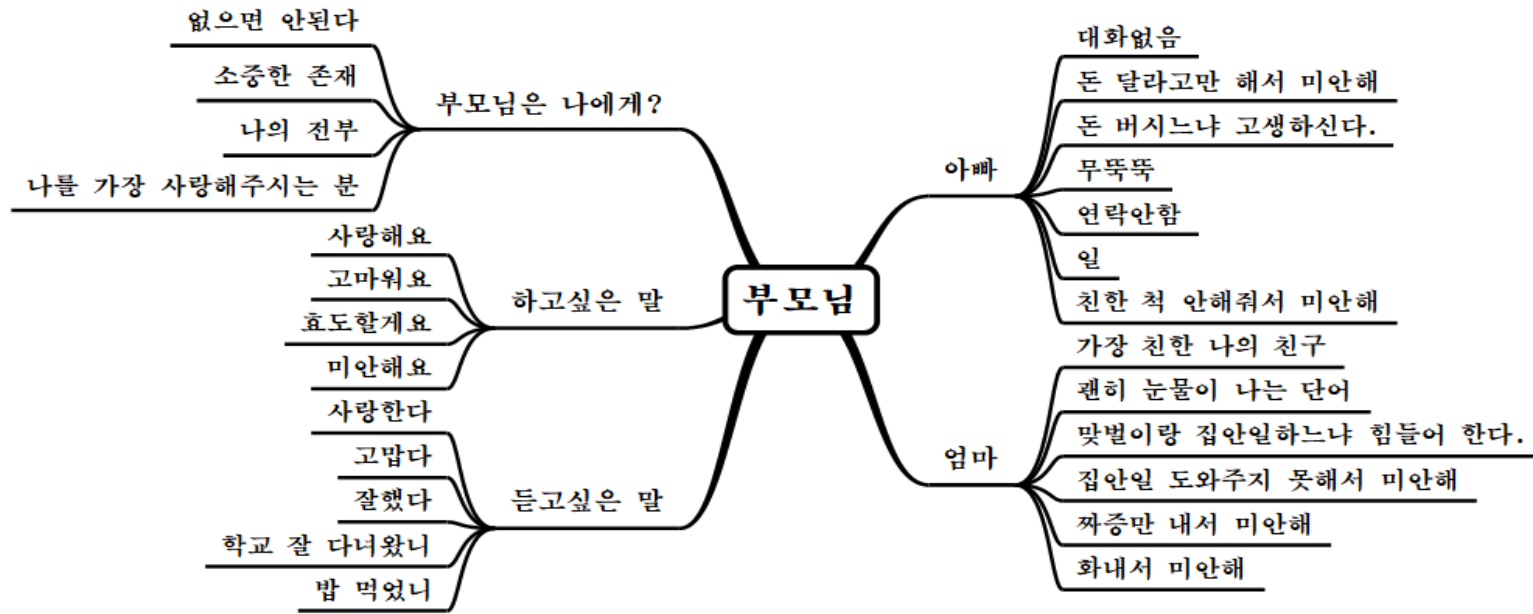 부모님
부모님은 나에게?
없으면 안된다
소중한 존재
나의 전부
나를 가장 사랑해주시는 분
하고싶은 말
사랑해요
고마워요
효도할게요
미안해요
듣고싶은 말
사랑한다
고맙다
잘했다
학교 잘 다녀왔니
밥 먹었니
아빠
대화없음
돈 달라고만 해서 미안해
돈 버시느냐 고생하신다.
무뚝뚝
연락안함
일
친한 척 안해줘서 미안해
엄마
가장 친한 나의 친구
괜히 눈물이 나는 단어
맞벌이랑 집안일하느냐 힘들어 한다.
집안일 도와주지 못해서 미안해
짜증만 내서 미안해
화내서 미안해